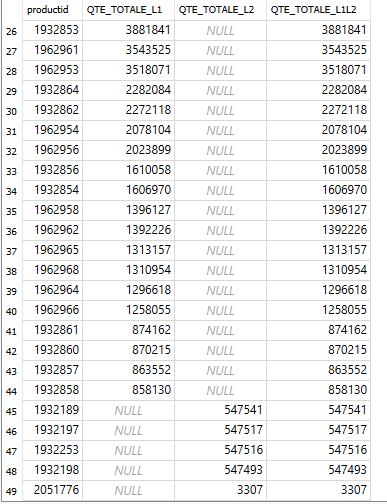 productid QTE_TOTALE_L1 QTE_TOTALE_L2 QTE_TOTALE_L1L2
26 1932853 3881841 NULL 3881841
27 1962961 3543525 NULL 3543525
28 1962953 3518071 NULL 3518071
29 1932864 2282084 NULL 2282084
30 1932862 2272118 NULL 2272118
31 1962954 2078104 NULL 2078104
32 1962956 2023899 NULL 2023899
33 1932856 1610058 NULL 1610058
34 1932854 1606970 NULL 1606970
35 1962958 1396127 NULL 1396127
36 1962962 1392226 NULL 1392226
37 1962965 1313157 NULL 1313157
38 1962968 1310954 NULL 1310954
39 1962964 1296618 NULL 1296618
40 1962966 1258055 NULL 1258055
41 1932861 874162 NULL 874162
42 1932860 870215 NULL 870215
43 1932857 863552 NULL 863552
44 1932858 858130 NULL 858130
45 1932189 NULL 547541 547541
46 1932197 NULL 547517 547517
47 1932253 NULL 547516 547516
48 1932198 NULL 547493 547493
49 2051776 NULL 3307 3307